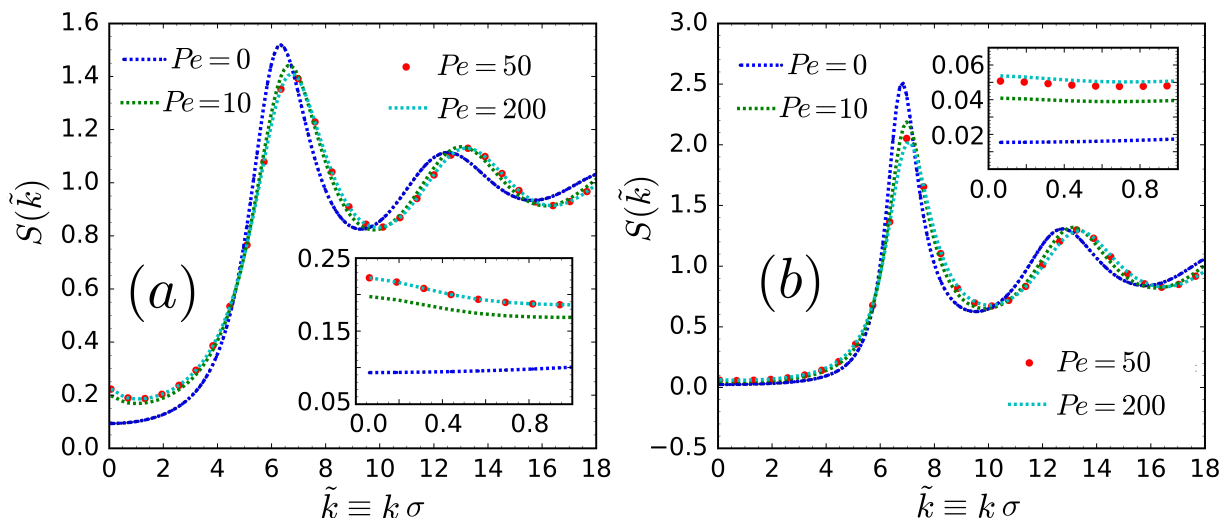 1.6
1.4
1.2
1.0
0.8
0.6
0.4
0.2
0.0
S(k̃)
Pe = 0
Pe = 10
Pe = 50
Pe = 200
(a)
0.25
0.15
0.05
0.0 0.4 0.8
0 2 4 6 8 10 12 14 16 18
k̃ ≡ k σ
3.0
2.5
2.0
1.5
1.0
0.5
0.0
−0.5
S(k̃)
Pe = 0
Pe = 10
0.06
0.04
0.02
0.0 0.4 0.8
(b)
Pe = 50
Pe = 200
0 2 4 6 8 10 12 14 16 18
k̃ ≡ k σ